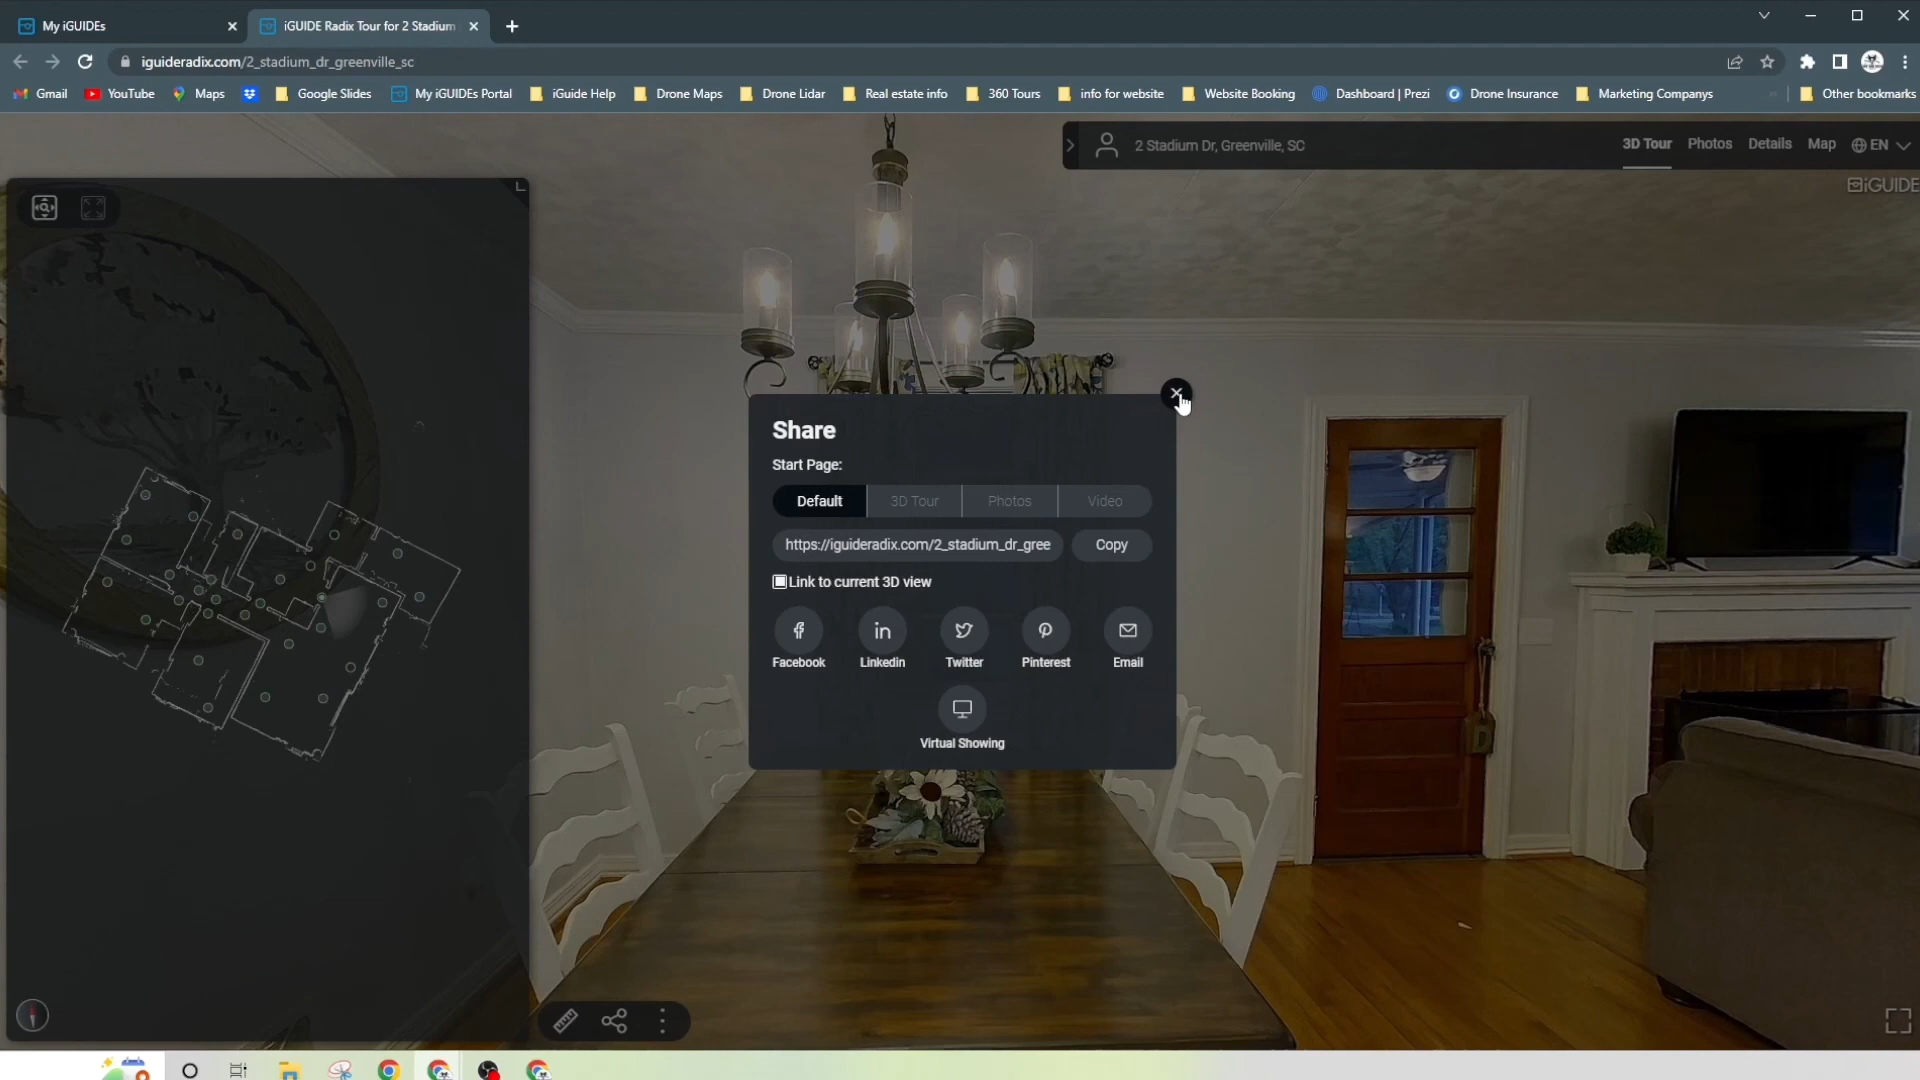 My iGUIDEs
iGUIDE Radix Tour for 2 Stadium
iguideradix.com/2_stadium_dr_greenville_sc
Gmail
YouTube
Maps
Google Slides
My iGUIDEs Portal
iGuide Help
Drone Maps
Drone Lidar
Real estate info
360 Tours
info for website
Website Booking
Dashboard | Prezi
Drone Insurance
Marketing Companys
Other bookmarks
2 Stadium Dr, Greenville, SC
3D Tour
Photos
Details
Map
EN
iGUIDE
Share
Start Page:
Default
3D Tour
Photos
Video
https://iguideradix.com/2_stadium_dr_gree
Copy
Link to current 3D view
Facebook
Linkedin
Twitter
Pinterest
Email
Virtual Showing